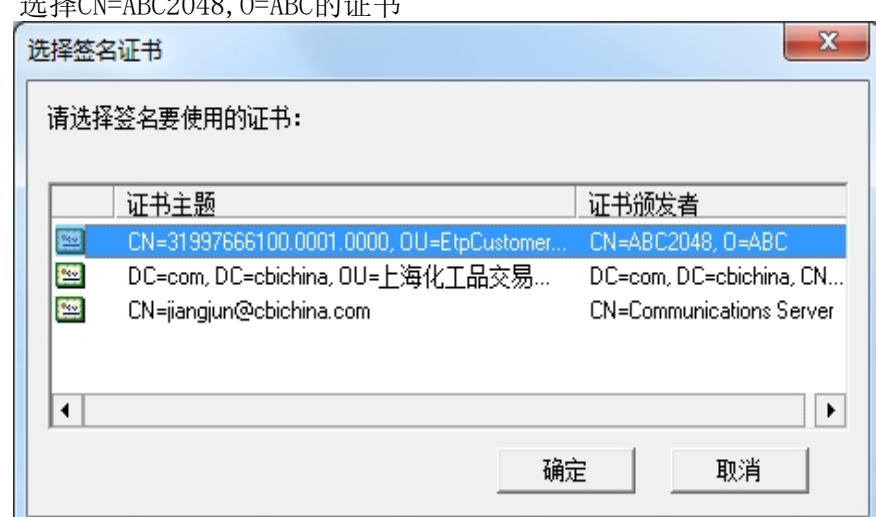 选择CN=ABC2048,O=ABC的证书
选择签名证书
请选择签名要使用的证书:
证书主题 证书颁发者
CN=31997666100.0001.0000, OU=EtpCustomer... CN=ABC2048, O=ABC
DC=com, DC=cbichina, OU=上海化工品交易... DC=com, DC=cbichina, CN...
CN=jiangjun@cbichina.com CN=Communications Server
确定 取消